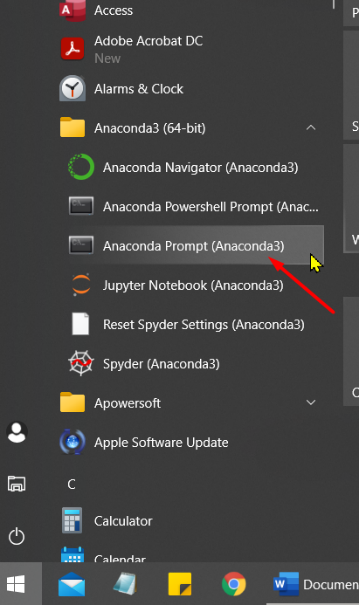 Access
Adobe Acrobat DC
New
Alarms & Clock
Anaconda3 (64-bit)
Anaconda Navigator (Anaconda3)
Anaconda Powershell Prompt (Anac...
Anaconda Prompt (Anaconda3)
Jupyter Notebook (Anaconda3)
Reset Spyder Settings (Anaconda3)
Spyder (Anaconda3)
Apowersoft
Apple Software Update
C
Calculator
Calendar
Documen